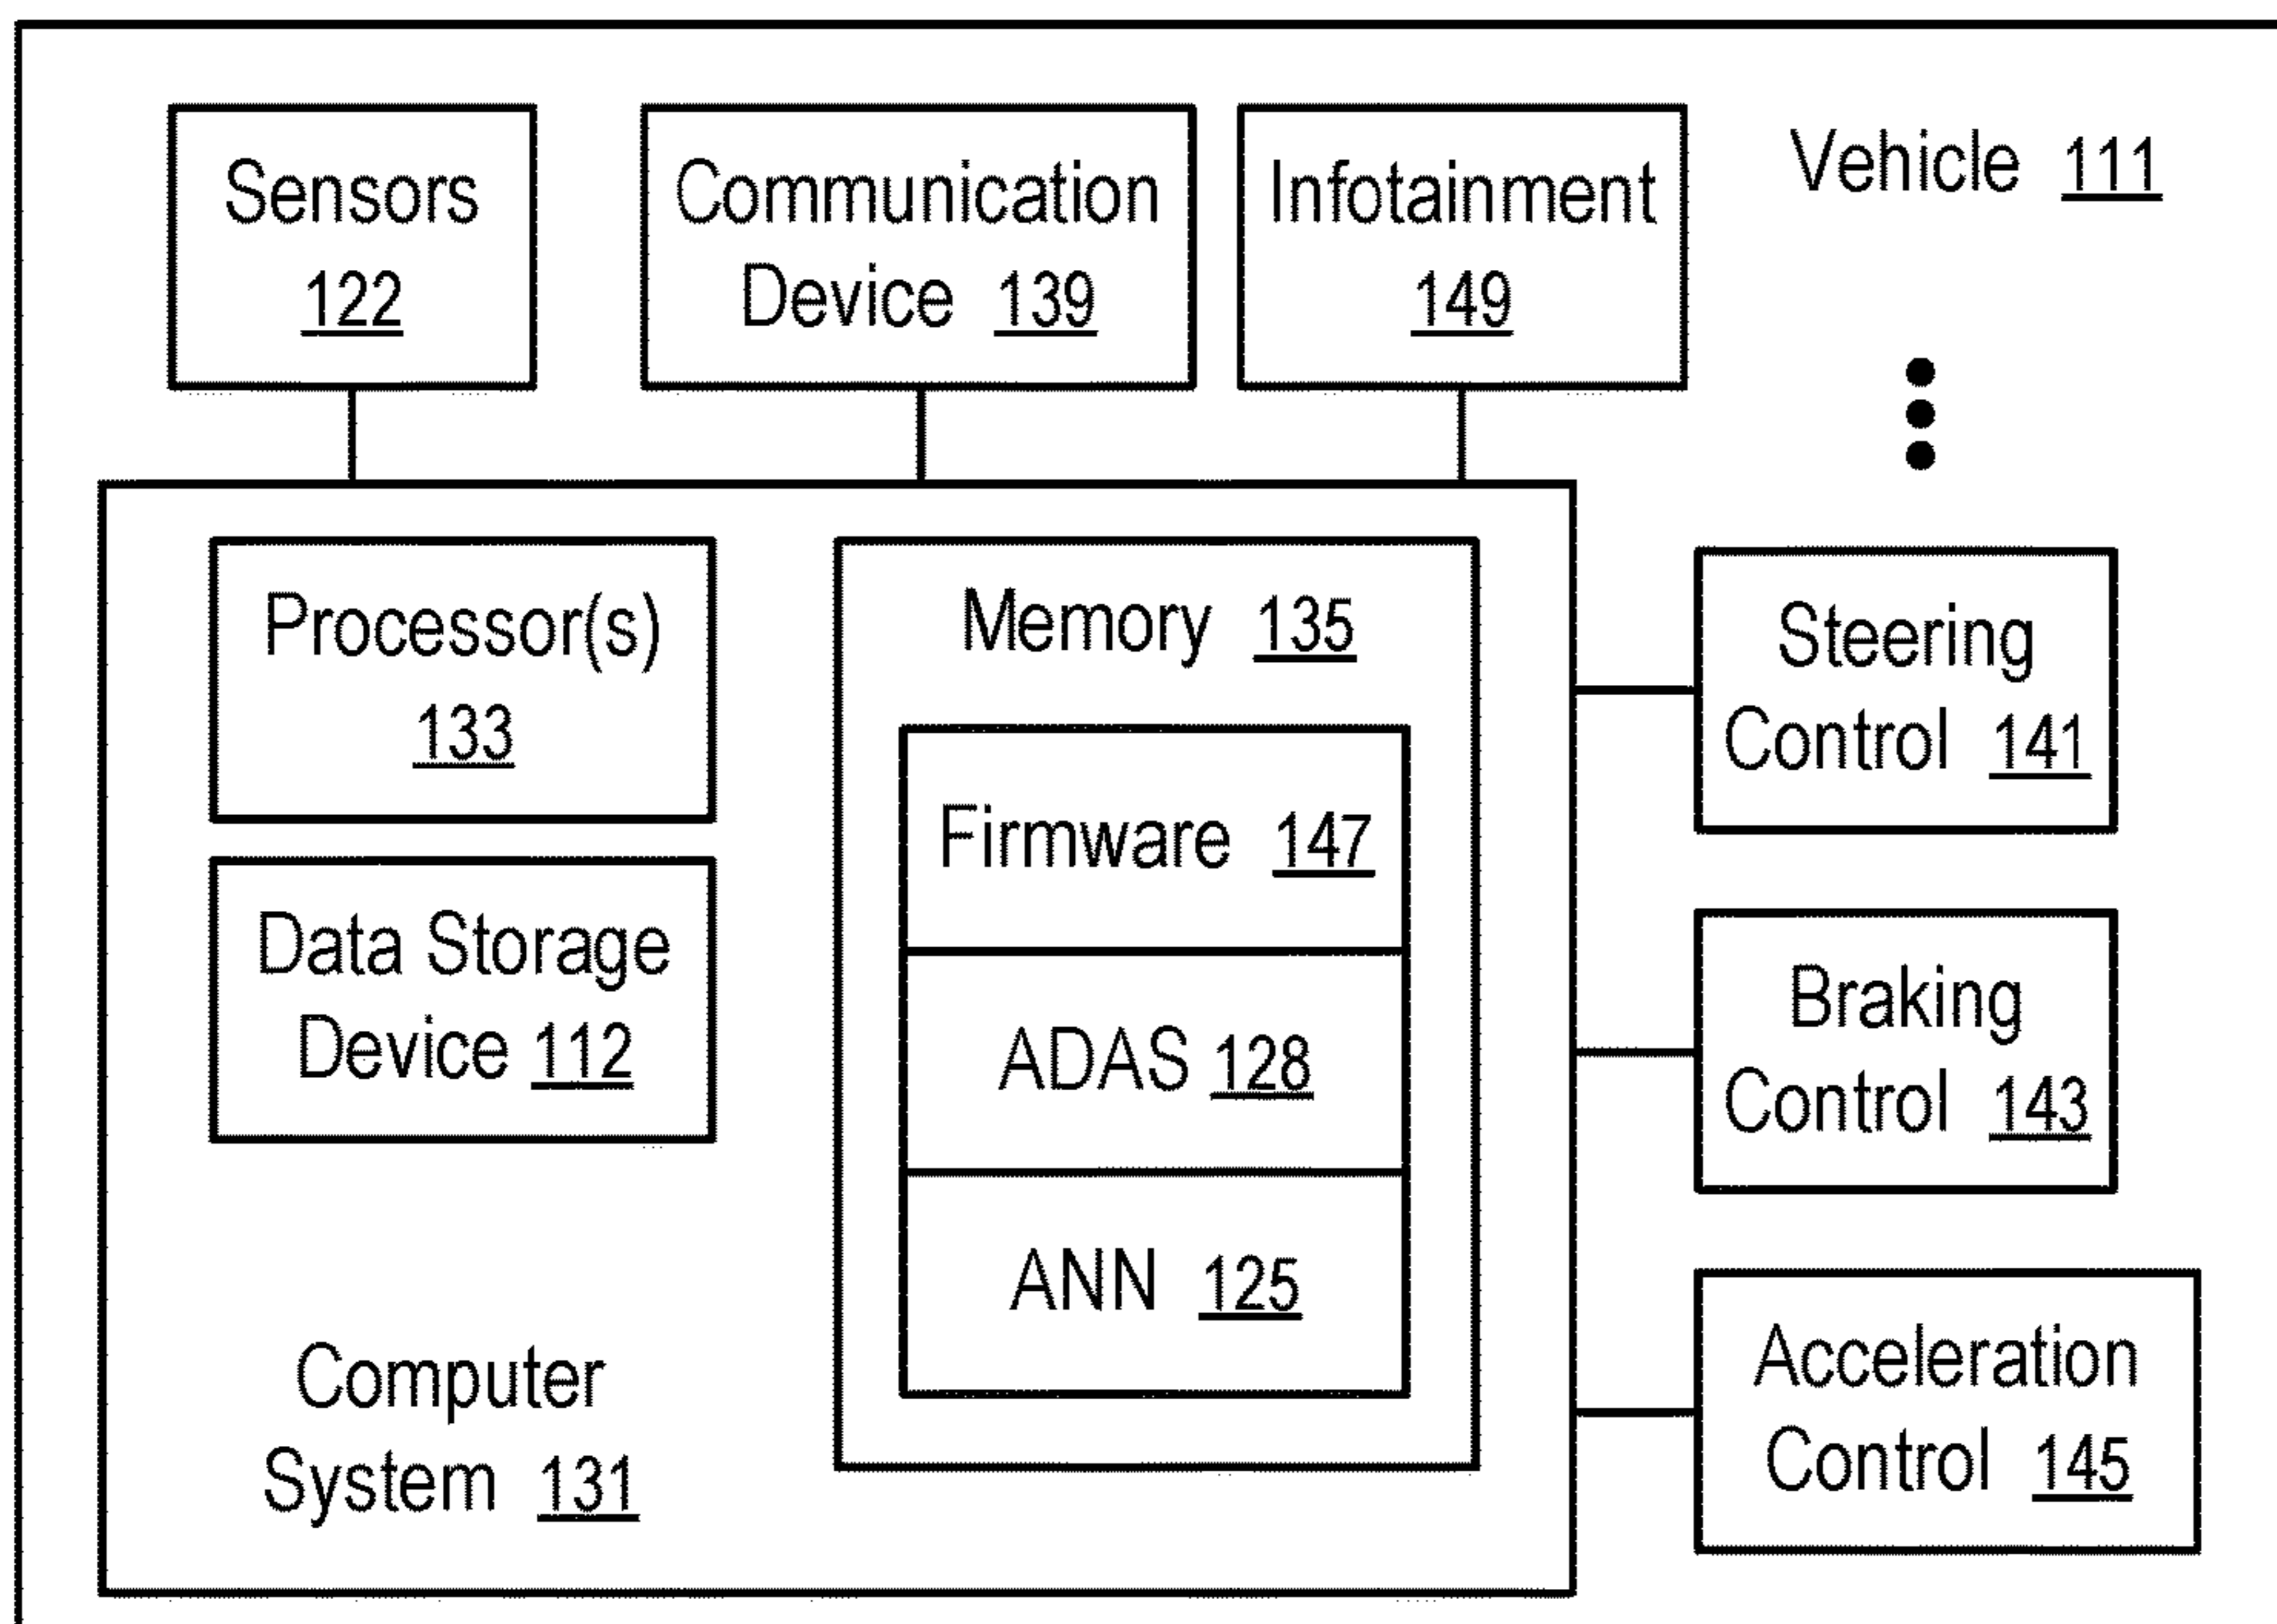 Sensors
122
Communication
Device 139
Infotainment
149
Vehicle 111
Processor(s)
133
Data Storage
Device 112
Computer
System 131
Memory 135
Firmware 147
ADAS 128
ANN 125
Steering
Control 141
Braking
Control 143
Acceleration
Control 145